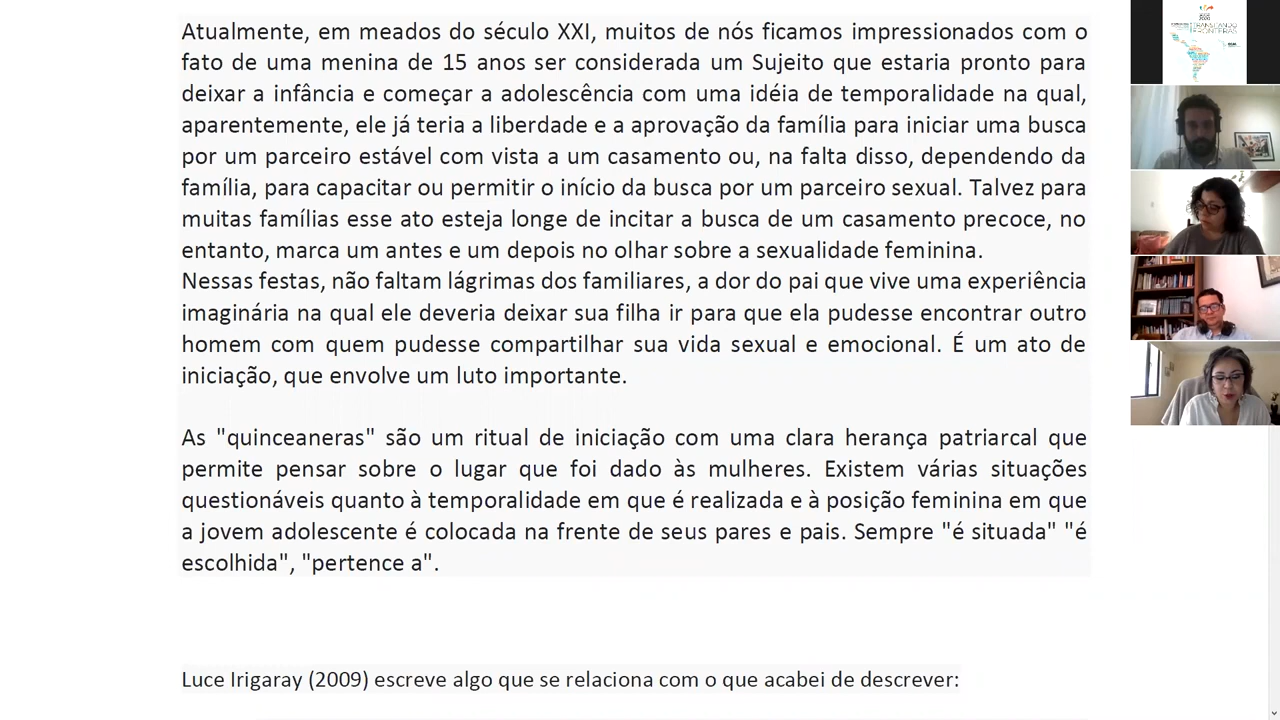 Atualmente, em meados do século XXI, muitos de nós ficamos impressionados com o
fato de uma menina de 15 anos ser considerada um Sujeito que estaria pronto para
deixar a infância e começar a adolescência com uma idéia de temporalidade na qual,
aparentemente, ele já teria a liberdade e a aprovação da família para iniciar uma busca
por um parceiro estável com vista a um casamento ou, na falta disso, dependendo da
família, para capacitar ou permitir o início da busca por um parceiro sexual. Talvez para
muitas famílias esse ato esteja longe de incitar a busca de um casamento precoce, no
entanto, marca um antes e um depois no olhar sobre a sexualidade feminina.
Nessas festas, não faltam lágrimas dos familiares, a dor do pai que vive uma experiência
imaginária na qual ele deveria deixar sua filha ir para que ela pudesse encontrar outro
homem com quem pudesse compartilhar sua vida sexual e emocional. É um ato de
iniciação, que envolve um luto importante.
As "quinceaneras" são um ritual de iniciação com uma clara herança patriarcal que
permite pensar sobre o lugar que foi dado às mulheres. Existem várias situações
questionáveis quanto à temporalidade em que é realizada e à posição feminina em que
a jovem adolescente é colocada na frente de seus pares e pais. Sempre "é situada" "é
escolhida", "pertence a".
Luce Irigaray (2009) escreve algo que se relaciona com o que acabei de descrever:
FRONTEIRAS